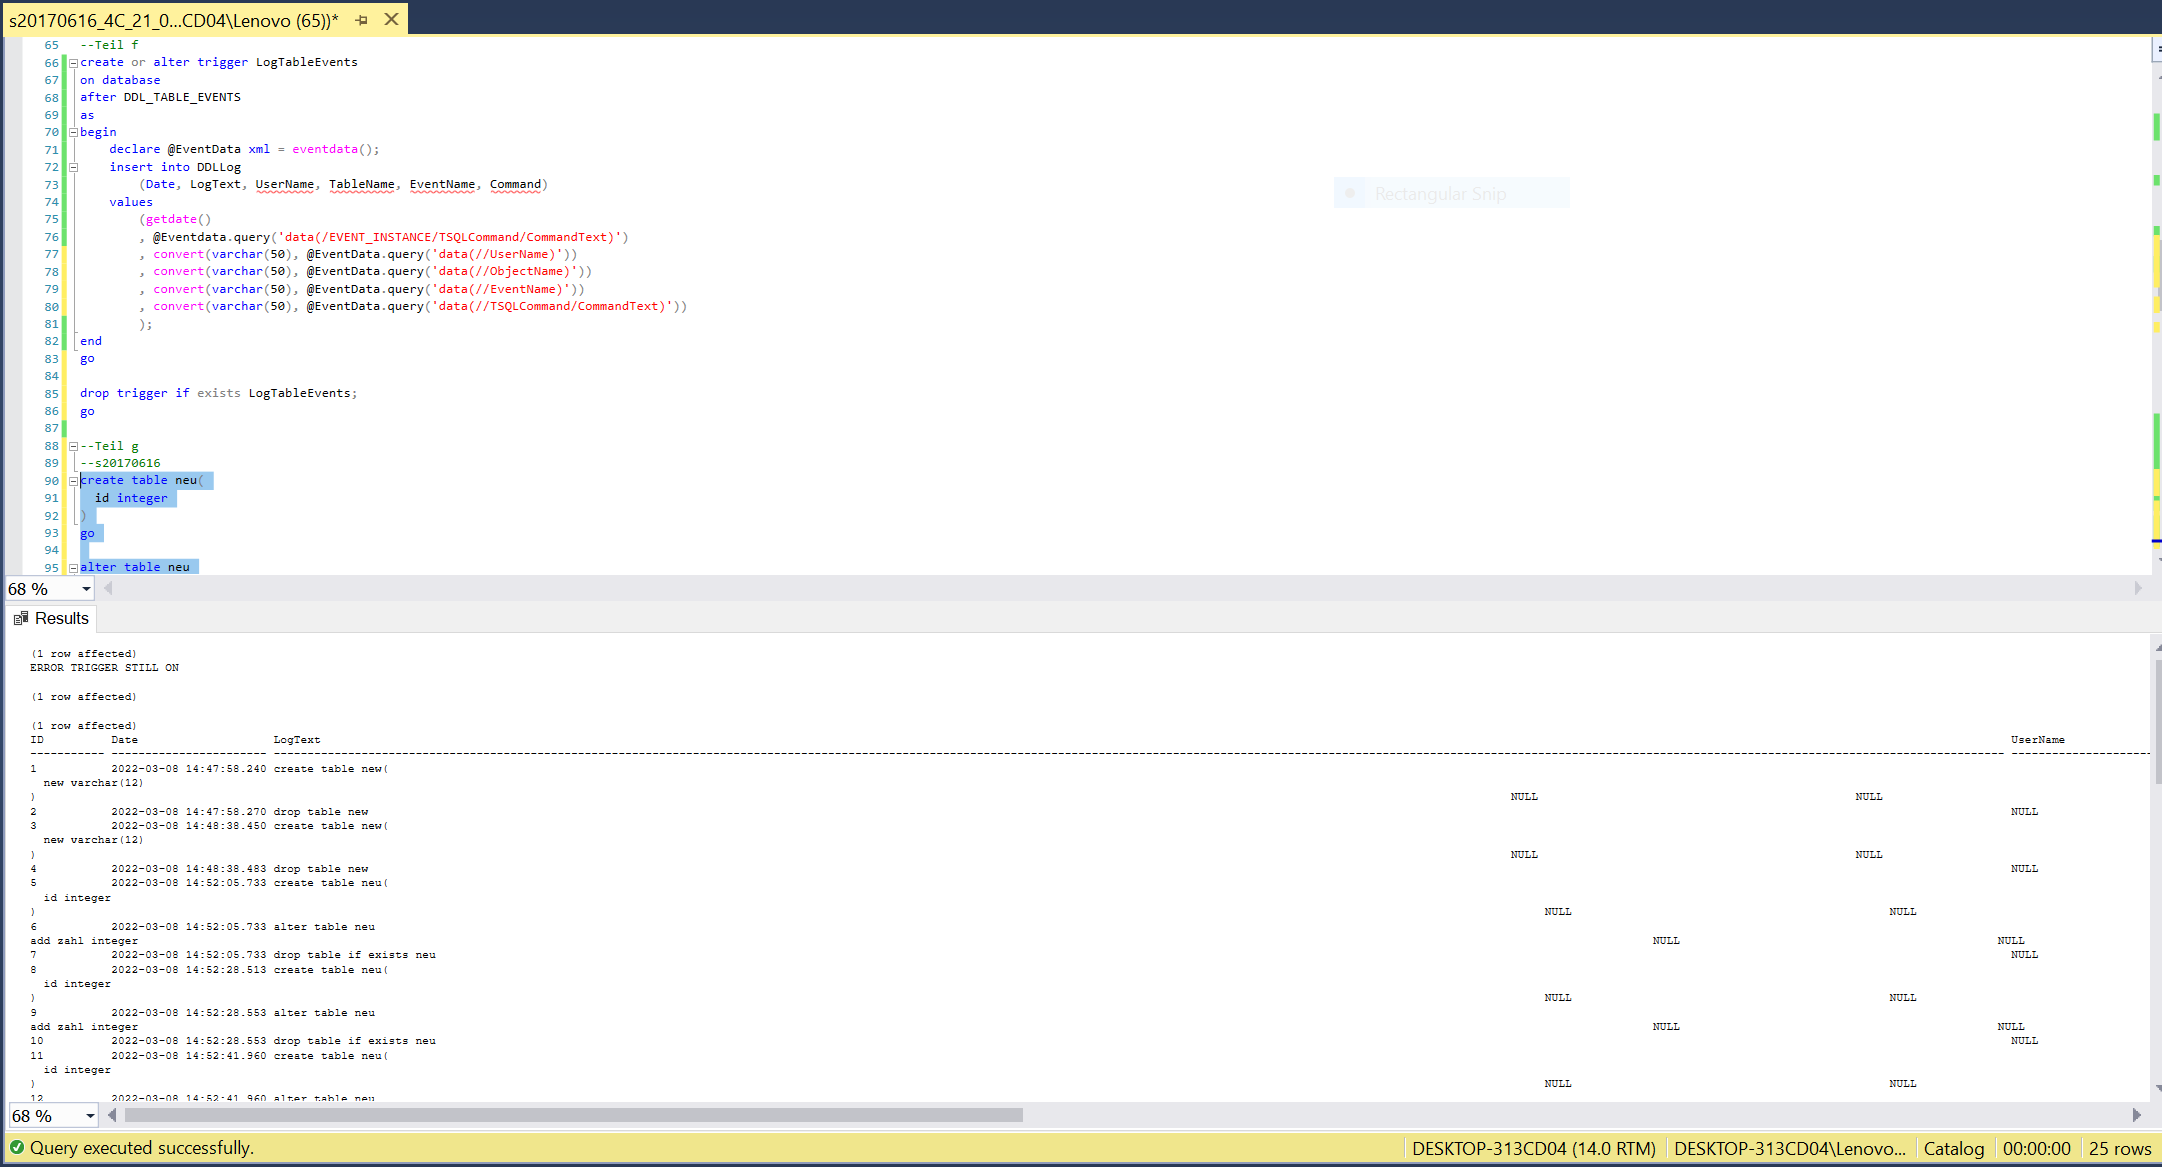 s20170616_4C_21_0...CD04\Lenovo (65))*
65 --Teil f
66 create or alter trigger LogTableEvents
67 on database
68 after DDL_TABLE_EVENTS
69 as
70 begin
71 declare @EventData xml = eventdata();
72 insert into DDLLog
73 (Date, LogText, UserName, TableName, EventName, Command)
74 values
75 (getdate()
76 , @Eventdata.query('data(/EVENT_INSTANCE/TSQLCommand/CommandText)')
77 , convert(varchar(50), @EventData.query('data(//UserName)'))
78 , convert(varchar(50), @EventData.query('data(//ObjectName)'))
79 , convert(varchar(50), @EventData.query('data(//EventName)'))
80 , convert(varchar(50), @EventData.query('data(//TSQLCommand/CommandText)'))
81 );
82 end
83 go
84
85 drop trigger if exists LogTableEvents;
86 go
87
88 --Teil g
89 --s20170616
90 create table neu(
91 id integer
92 )
93 go
94
95 alter table neu
Rectangular Snip
68 %
Results
(1 row affected)
ERROR TRIGGER STILL ON
(1 row affected)
(1 row affected)
ID Date LogText UserName
----------- ----------------------- ---------------
1 2022-03-08 14:47:58.240 create table new(
new varchar(12)
) NULL NULL
2 2022-03-08 14:47:58.270 drop table new NULL
3 2022-03-08 14:48:38.450 create table new(
new varchar(12)
) NULL NULL
4 2022-03-08 14:48:38.483 drop table new NULL
5 2022-03-08 14:52:05.733 create table neu(
id integer
) NULL NULL
6 2022-03-08 14:52:05.733 alter table neu
add zahl integer NULL NULL
7 2022-03-08 14:52:05.733 drop table if exists neu NULL
8 2022-03-08 14:52:28.513 create table neu(
id integer
) NULL NULL
9 2022-03-08 14:52:28.553 alter table neu
add zahl integer NULL NULL
10 2022-03-08 14:52:28.553 drop table if exists neu NULL
11 2022-03-08 14:52:41.960 create table neu(
id integer
) NULL NULL
12 2022-03-08 14:52:41.960 alter table neu
68 %
Query executed successfully.
DESKTOP-313CD04 (14.0 RTM) DESKTOP-313CD04\Lenovo... Catalog 00:00:00 25 rows